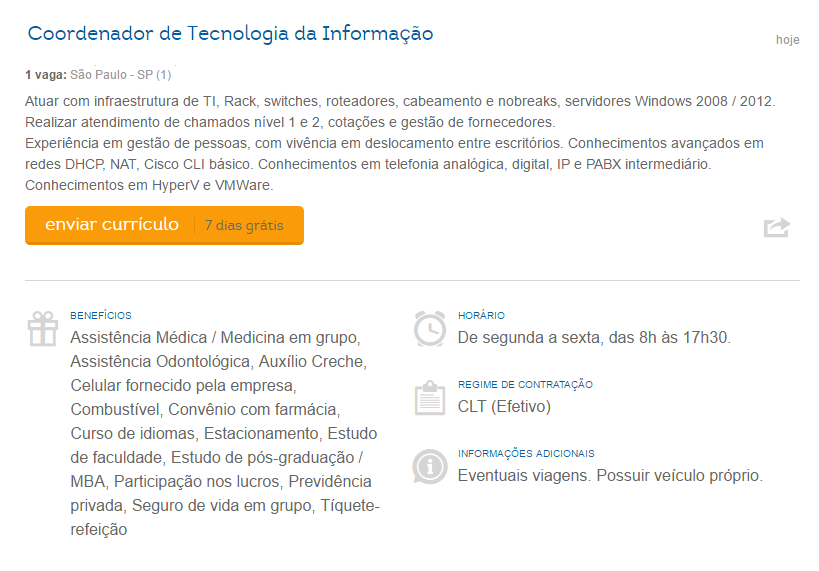 Coordenador de Tecnologia da Informação
hoje
1 vaga: São Paulo - SP (1)
Atuar com infraestrutura de TI, Rack, switches, roteadores, cabeamento e nobreaks, servidores Windows 2008 / 2012.
Realizar atendimento de chamados nível 1 e 2, cotações e gestão de fornecedores.
Experiência em gestão de pessoas, com vivência em deslocamento entre escritórios. Conhecimentos avançados em
redes DHCP, NAT, Cisco CLI básico. Conhecimentos em telefonia analógica, digital, IP e PABX intermediário.
Conhecimentos em HyperV e VMWare.
enviar currículo 7 dias grátis
BENEFÍCIOS
Assistência Médica / Medicina em grupo,
Assistência Odontológica, Auxílio Creche,
Celular fornecido pela empresa,
Combustível, Convênio com farmácia,
Curso de idiomas, Estacionamento, Estudo
de faculdade, Estudo de pós-graduação /
MBA, Participação nos lucros, Previdência
privada, Seguro de vida em grupo, Tíquete-
refeição
HORÁRIO
De segunda a sexta, das 8h às 17h30.
REGIME DE CONTRATAÇÃO
CLT (Efetivo)
INFORMAÇÕES ADICIONAIS
Eventuais viagens. Possuir veículo próprio.